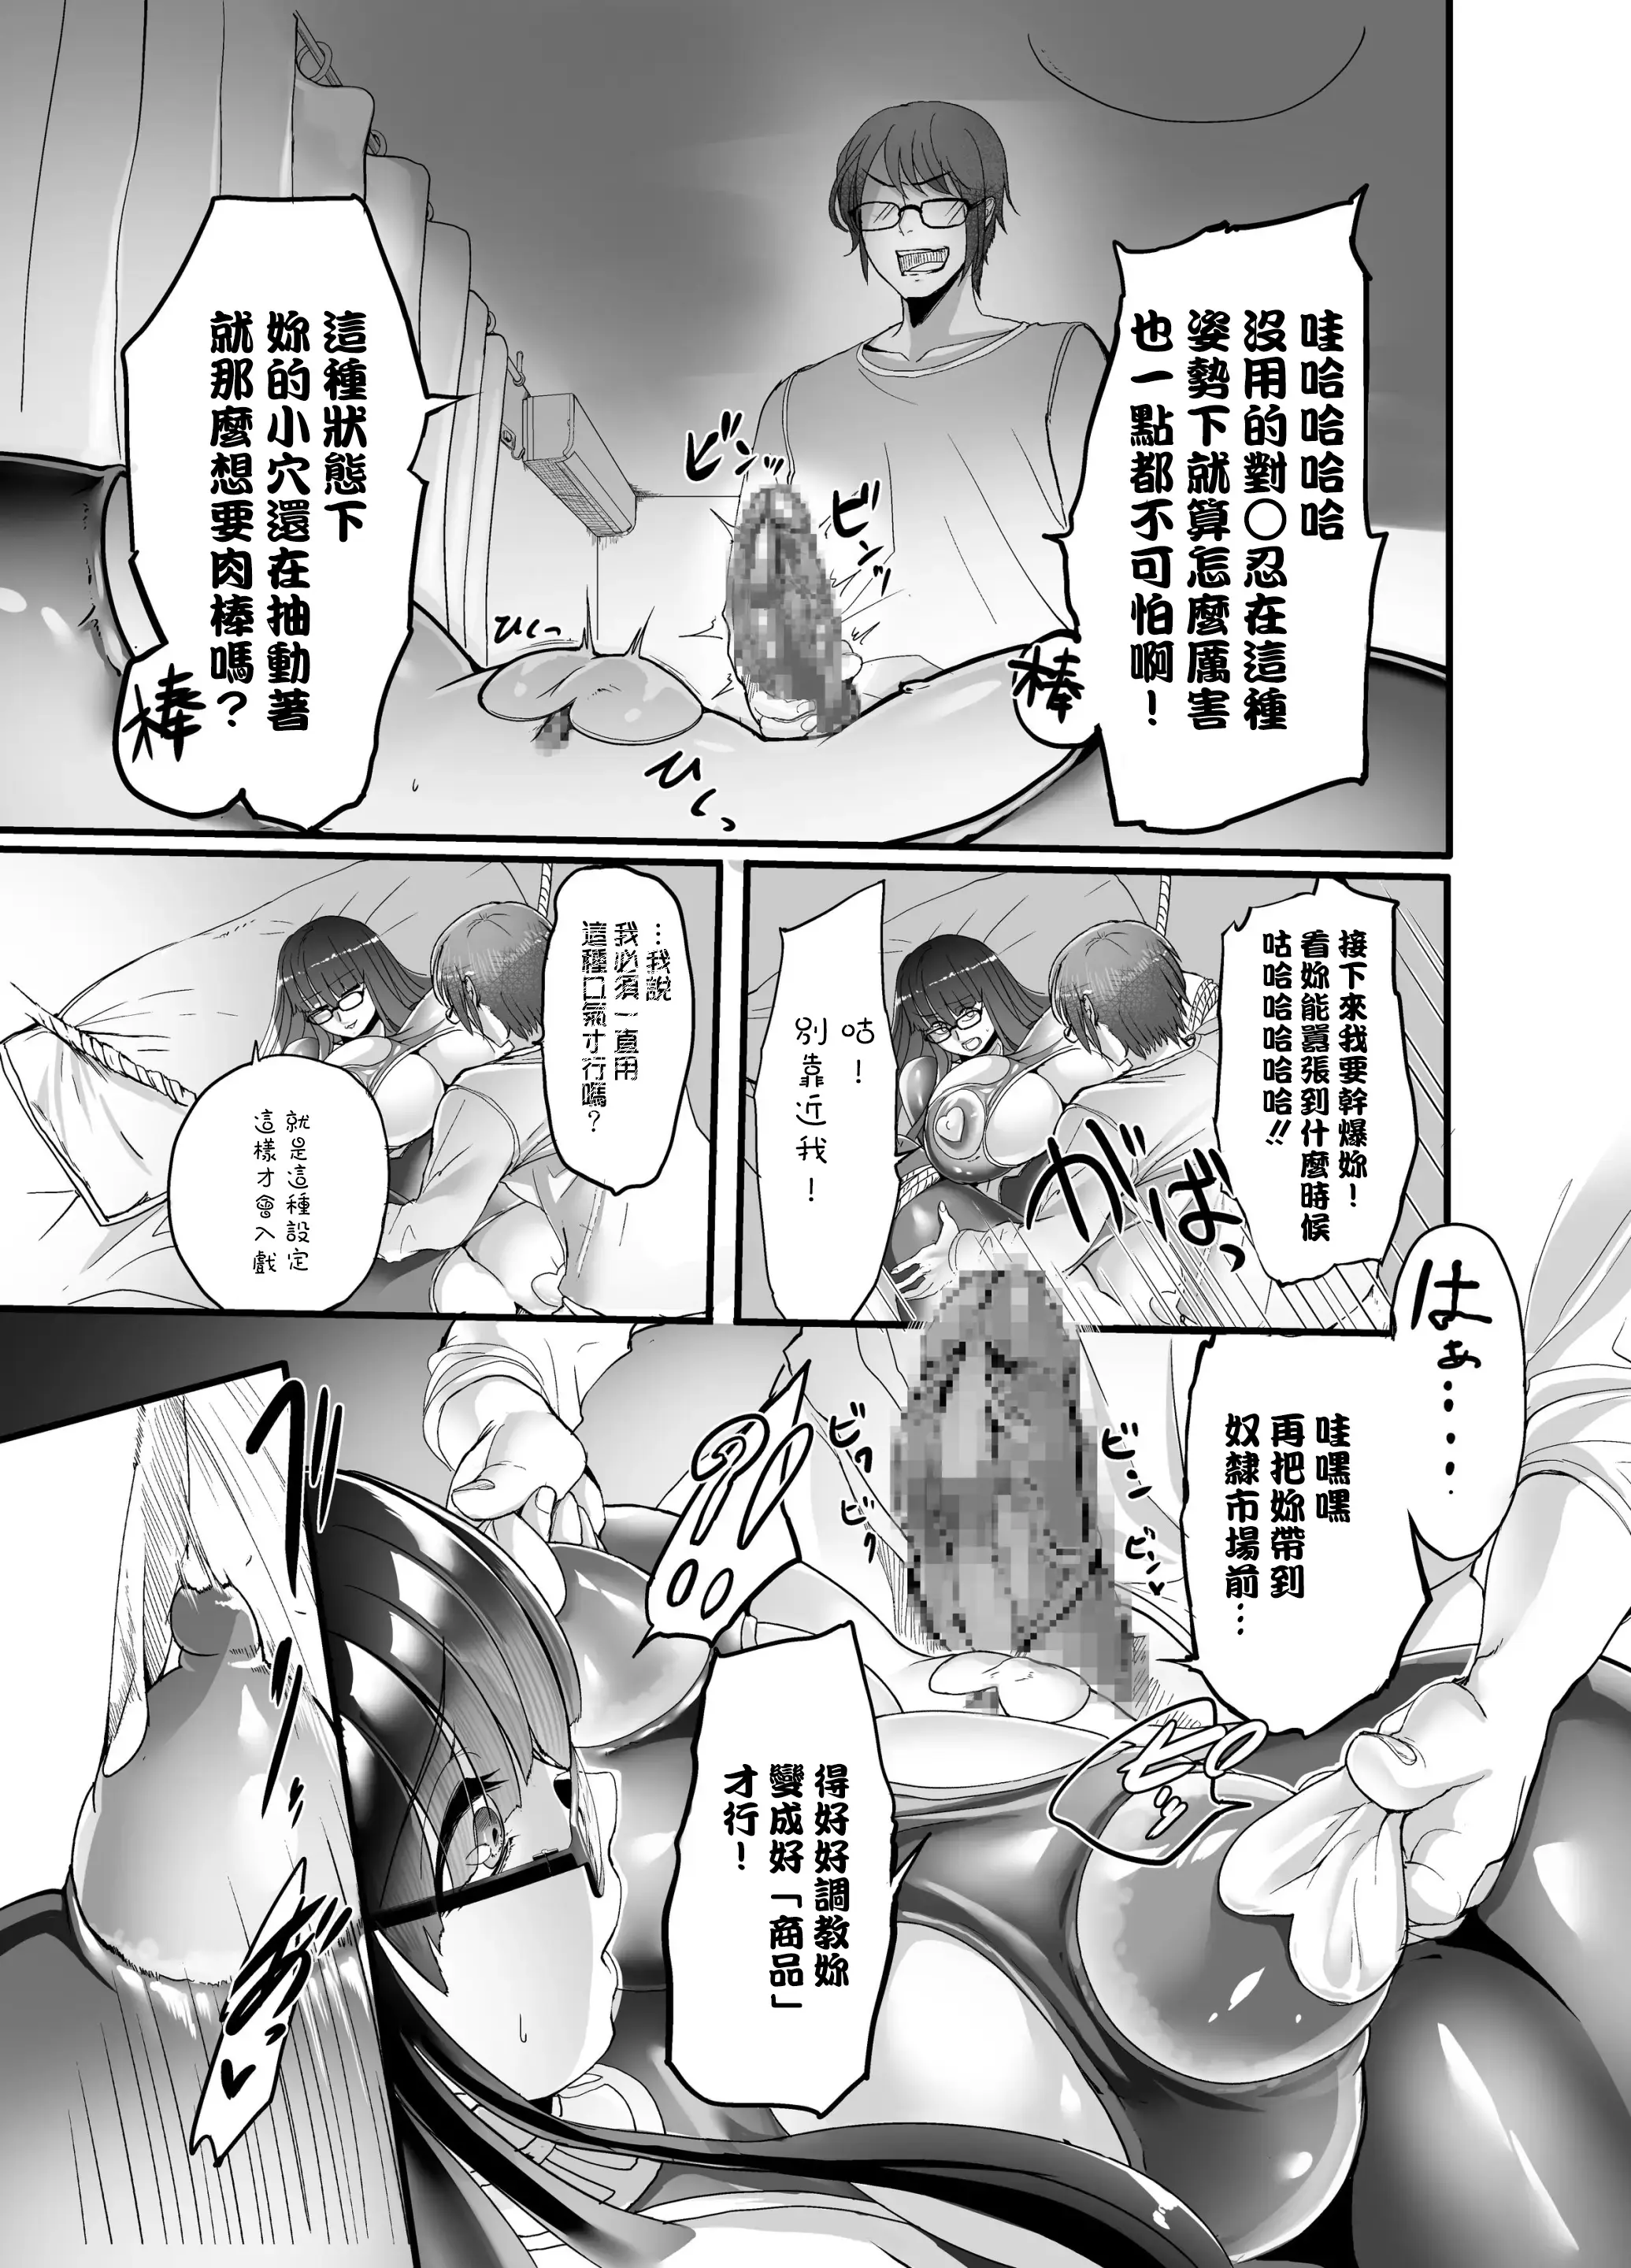 哇哈哈哈哈
沒用的對〇忍在這種
姿勢下就算怎麼厲害
也一點都不可怕啊！
棒
這種狀態下
妳的小穴還在抽動著
就那麼想要肉棒嗎？
棒
ビンッ
ビンビンッ
ひくっ
ひくっ
接下來我要幹爆妳！
看妳能囂張到什麼時候
咕哈哈哈哈哈哈!!
咕！
別靠近我！
がばっ
…我說
我必須一直用
這種口氣才行嗎？
就是這種設定
這樣才會入戲
はぁ……
哇嘿嘿
再把妳帶到
奴隸市場前…
ビク
ビク
ビン
ビン♥
得好好調教妳
變成好「商品」
才行！